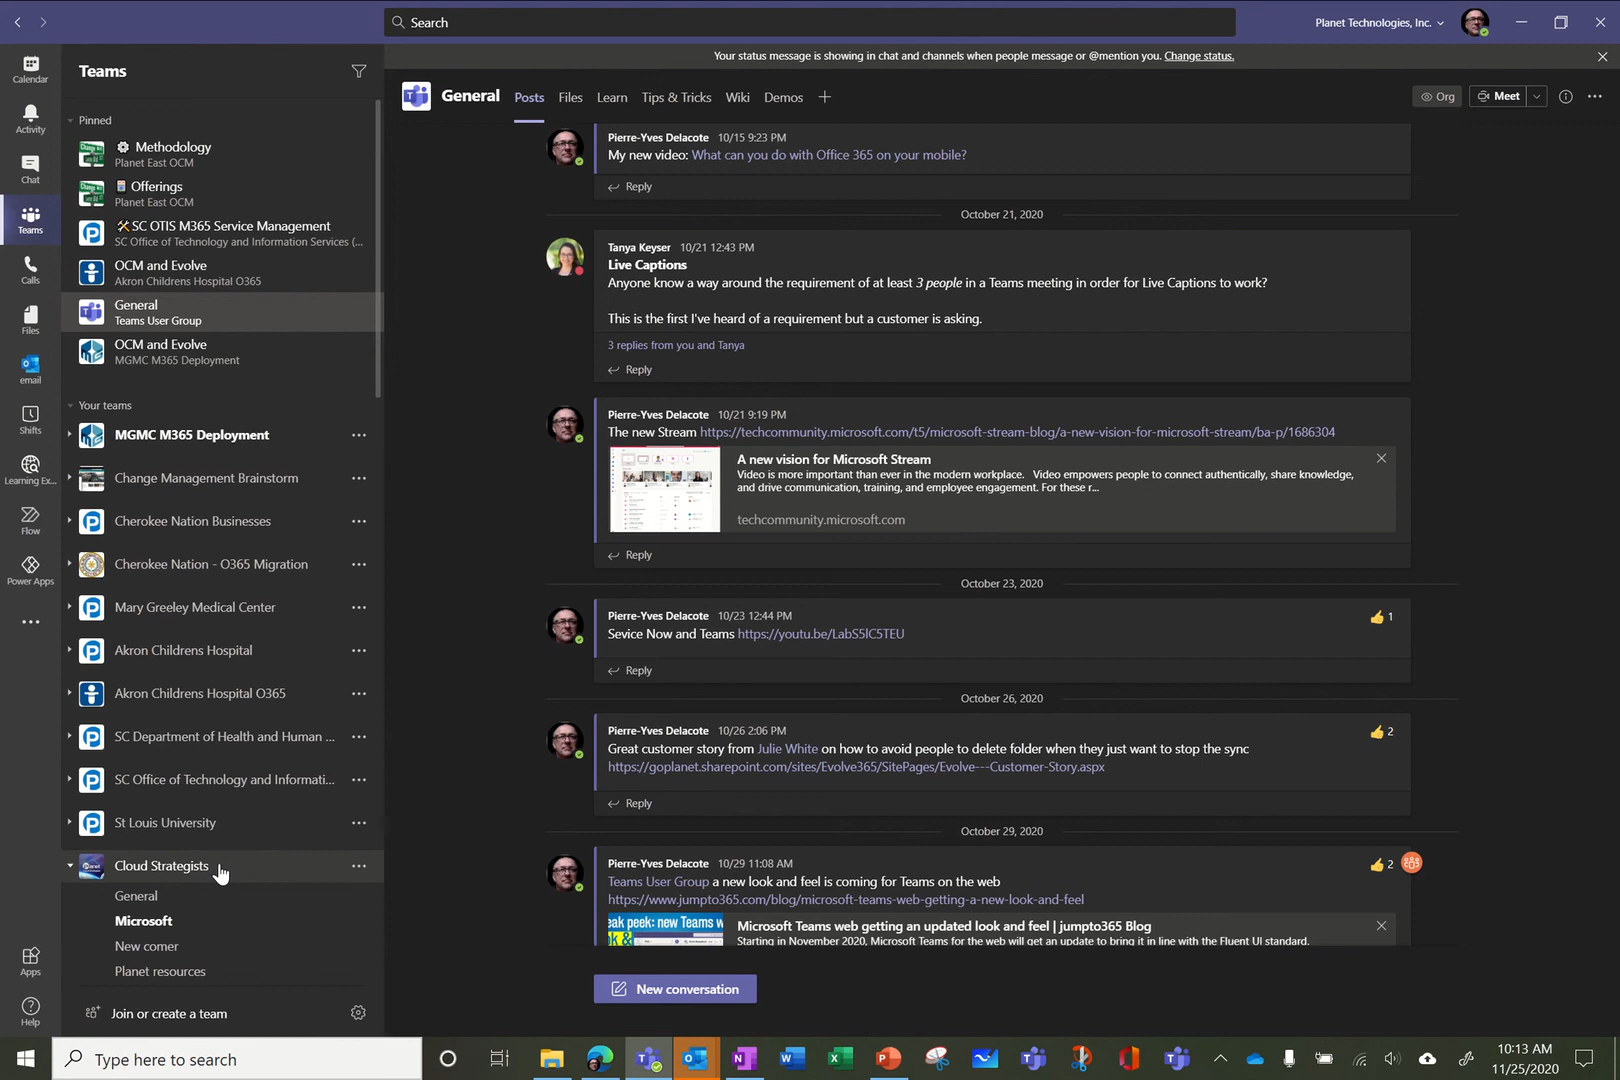 Search
Planet Technologies, Inc.
Your status message is showing in chat and channels when people message or @mention you. Change status.
Calendar
Activity
Chat
Teams
Calls
Files
email
Shifts
Learning Ex...
Flow
Power Apps
Apps
Help
Teams
Pinned
Methodology
Planet East OCM
Offerings
Planet East OCM
SC OTIS M365 Service Management
SC Office of Technology and Information Services (...
OCM and Evolve
Akron Childrens Hospital O365
General
Teams User Group
OCM and Evolve
MGMC M365 Deployment
Your teams
MGMC M365 Deployment
Change Management Brainstorm
Cherokee Nation Businesses
Cherokee Nation - O365 Migration
Mary Greeley Medical Center
Akron Childrens Hospital
Akron Childrens Hospital O365
SC Department of Health and Human ...
SC Office of Technology and Informati...
St Louis University
Cloud Strategists
General
Microsoft
New comer
Planet resources
Join or create a team
General Posts Files Learn Tips & Tricks Wiki Demos
Org Meet
Pierre-Yves Delacote 10/15 9:23 PM
My new video: What can you do with Office 365 on your mobile?
Reply
October 21, 2020
Tanya Keyser 10/21 12:43 PM
Live Captions
Anyone know a way around the requirement of at least 3 people in a Teams meeting in order for Live Captions to work?
This is the first I've heard of a requirement but a customer is asking.
3 replies from you and Tanya
Reply
Pierre-Yves Delacote 10/21 9:19 PM
The new Stream https://techcommunity.microsoft.com/t5/microsoft-stream-blog/a-new-vision-for-microsoft-stream/ba-p/1686304
A new vision for Microsoft Stream
Video is more important than ever in the modern workplace. Video empowers people to connect authentically, share knowledge,
and drive communication, training, and employee engagement. For these r...
techcommunity.microsoft.com
Reply
October 23, 2020
Pierre-Yves Delacote 10/23 12:44 PM
1
Sevice Now and Teams https://youtu.be/LabS5lC5TEU
Reply
October 26, 2020
Pierre-Yves Delacote 10/26 2:06 PM
2
Great customer story from Julie White on how to avoid people to delete folder when they just want to stop the sync
https://goplanet.sharepoint.com/sites/Evolve365/SitePages/Evolve---Customer-Story.aspx
Reply
October 29, 2020
Pierre-Yves Delacote 10/29 11:08 AM
2
Teams User Group a new look and feel is coming for Teams on the web
https://www.jumpto365.com/blog/microsoft-teams-web-getting-a-new-look-and-feel
eak peek: new Teams w
Microsoft Teams web getting an updated look and feel | jumpto365 Blog
Starting in November 2020, Microsoft Teams for the web will get an update to bring it in line with the Fluent UI standard.
New conversation
Type here to search
10:13 AM
11/25/2020